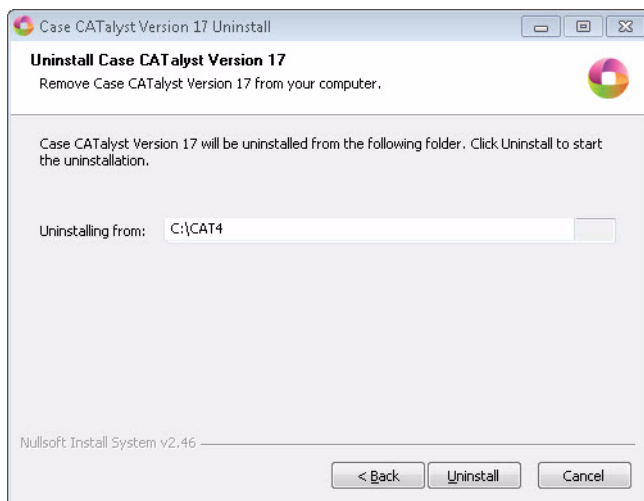 Case CATalyst Version 17 Uninstall
Uninstall Case CATalyst Version 17
Remove Case CATalyst Version 17 from your computer.
Case CATalyst Version 17 will be uninstalled from the following folder. Click Uninstall to start
the uninstallation.
Uninstalling from: C:\CAT4
Nullsoft Install System v2.46
< Back Uninstall Cancel